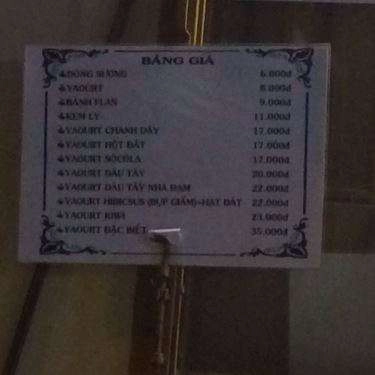 BẢNG GIÁ
ĐÔNG SƯƠNG 6.000đ
YAOURT 8.000đ
BÁNH FLAN 9.000đ
KEM LY 11.000đ
YAOURT CHANH DÂY 17.000đ
YAOURT HỘT ĐÁT 17.000đ
YAOURT SÔCÔLA 17.000đ
YAOURT DÂU TÂY 20.000đ
YAOURT DÂU TÂY NHA ĐAM 22.000đ
YAOURT HIBICSUS (BỤP GIẤM)+HẠT ĐÁT 22.000đ
YAOURT KIWI 23.000đ
YAOURT ĐẶC BIỆT 35.000đ